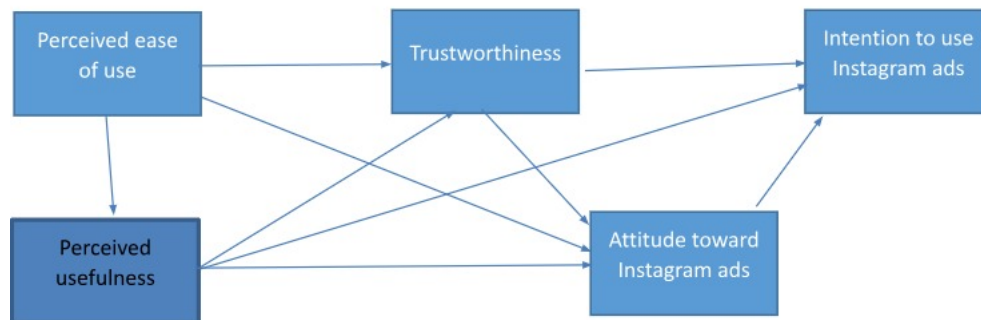 Perceived ease
of use
Trustworthiness
Intention to use
Instagram ads
Perceived
usefulness
Attitude toward
Instagram ads